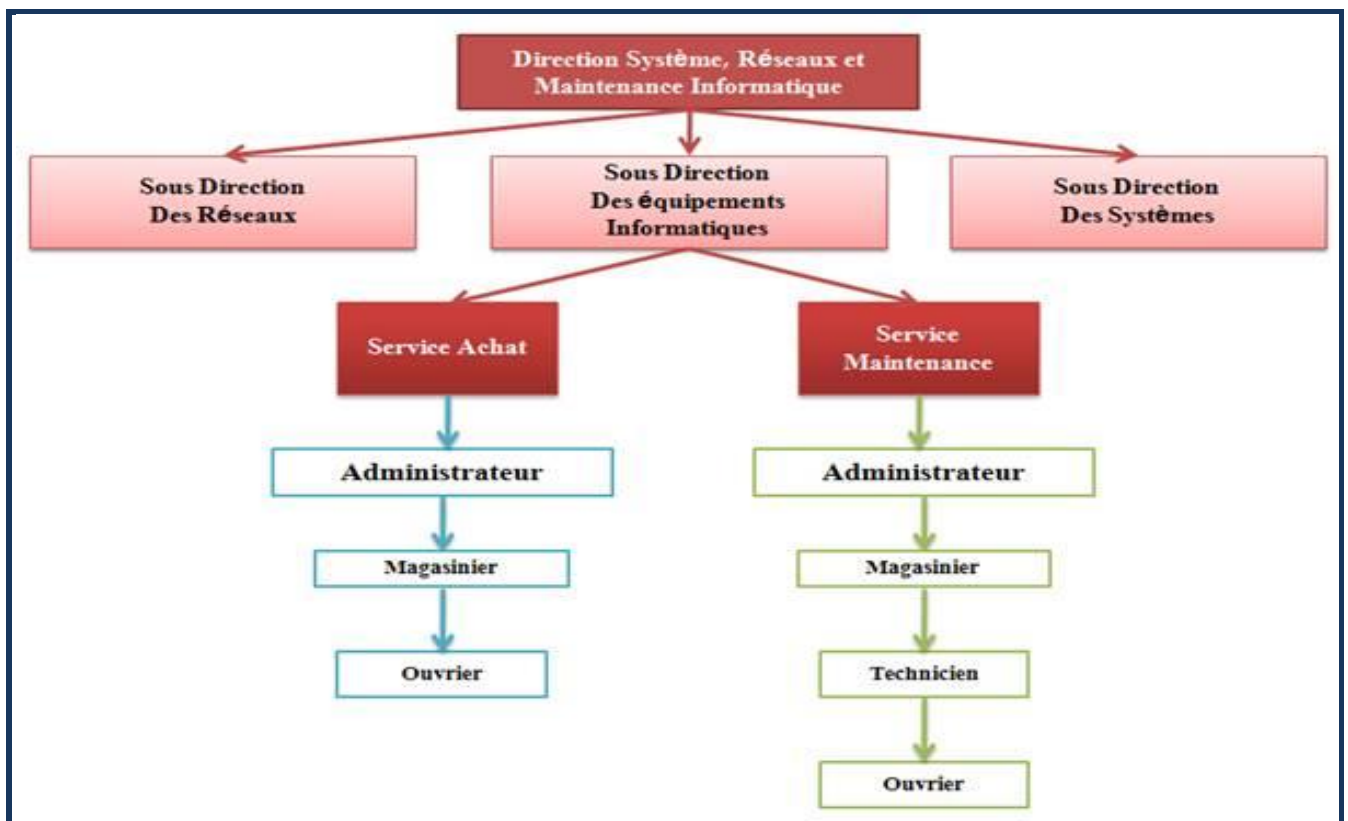 Direction Système, Réseaux et
Maintenance Informatique
Sous Direction
Des Réseaux
Sous Direction
Des équipements
Informatiques
Sous Direction
Des Systèmes
Service Achat
Service
Maintenance
Administrateur
Administrateur
Magasinier
Magasinier
Ouvrier
Technicien
Ouvrier